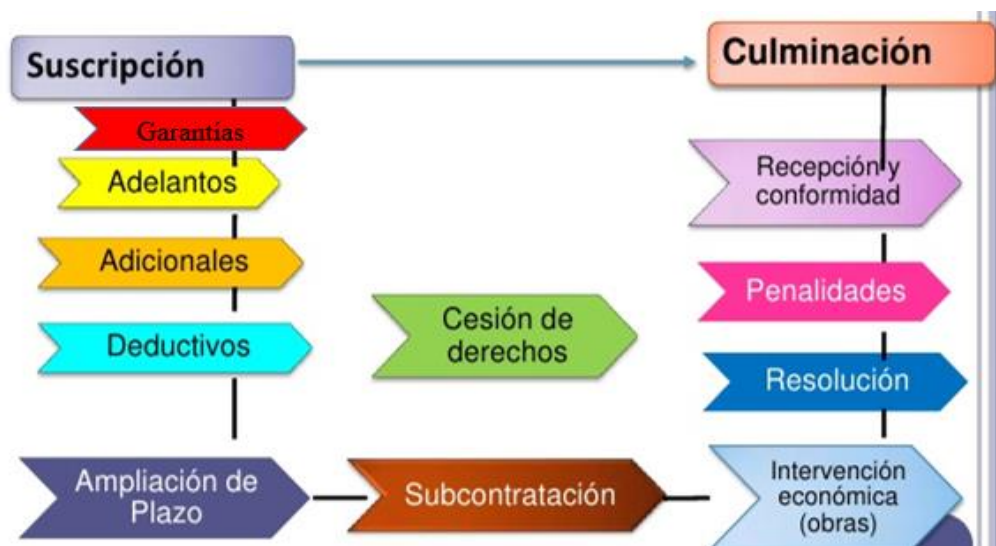 Suscripción
Culminación
Garantías
Adelantos
Adicionales
Deductivos
Ampliación de
Plazo
Cesión de
derechos
Subcontratación
Recepción y
conformidad
Penalidades
Resolución
Intervención
económica
(obras)